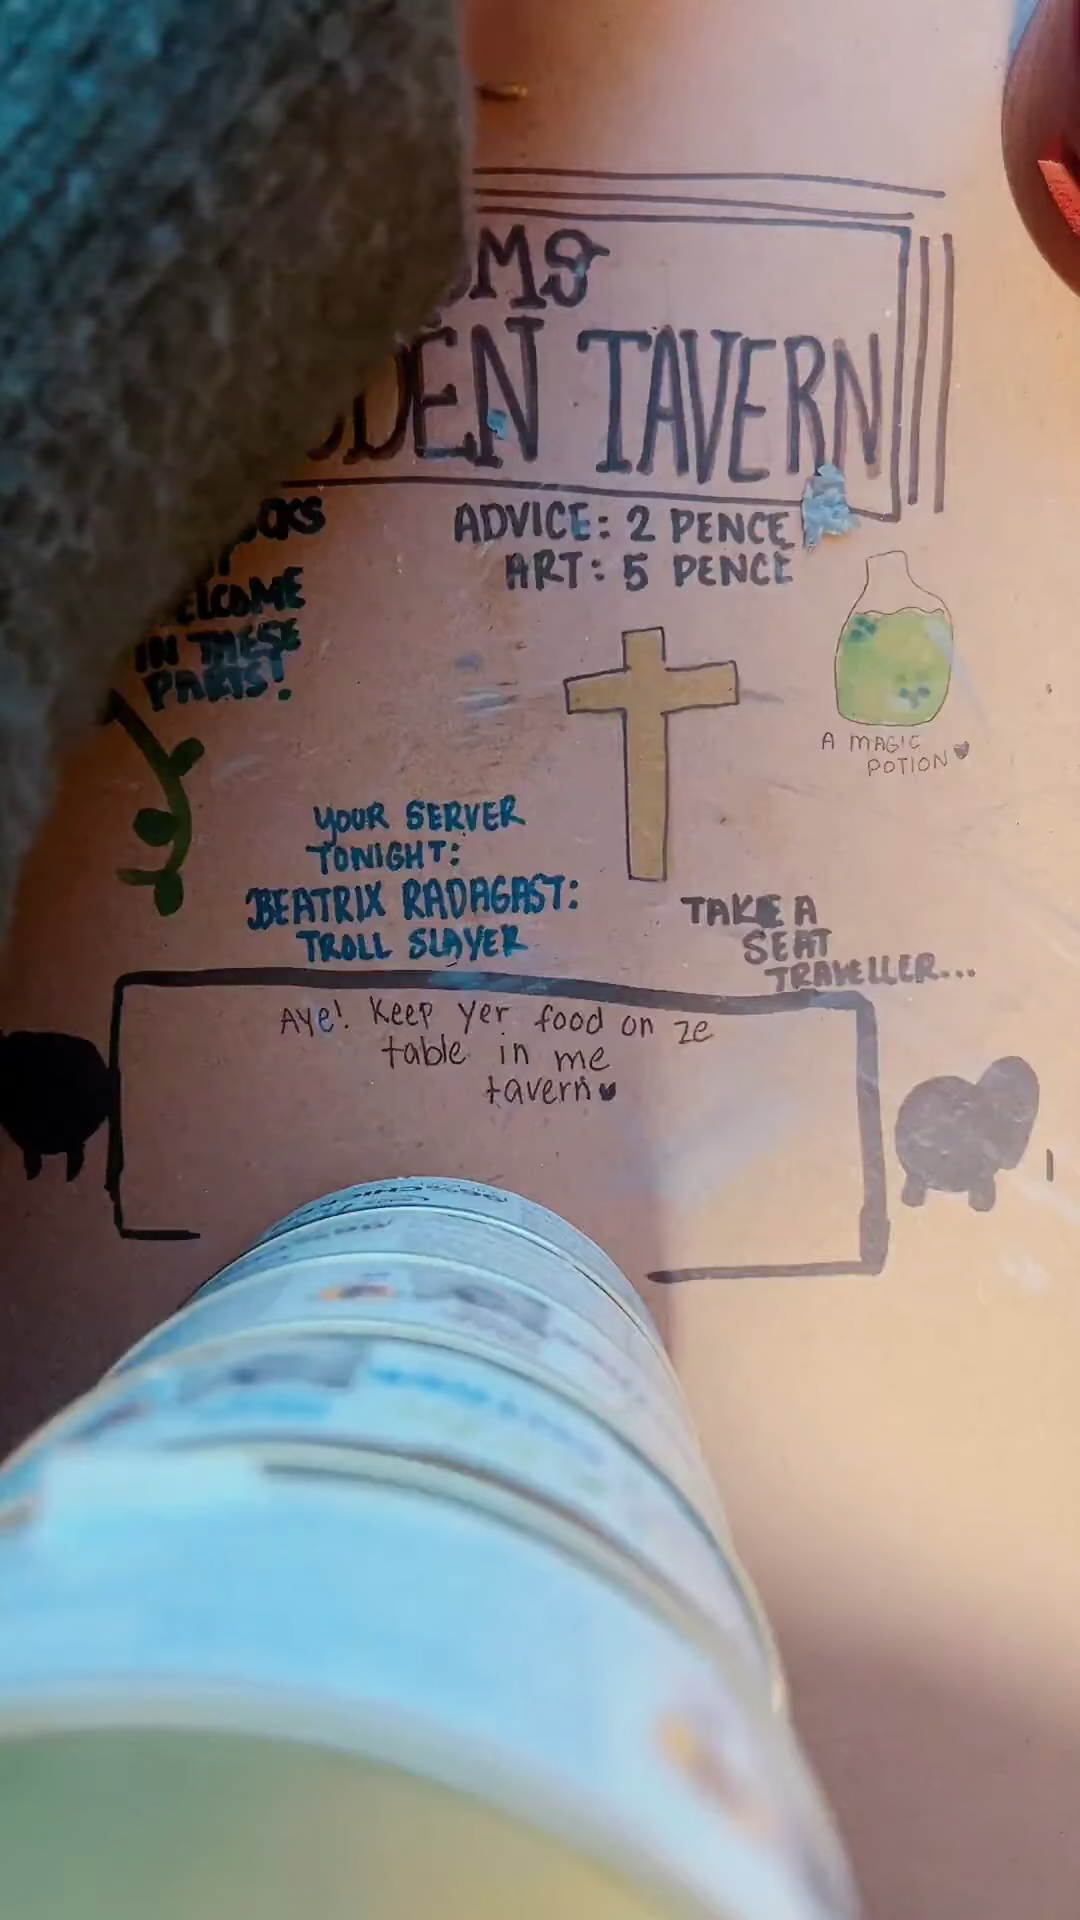 TAVERN
ADVICE: 2 PENCE
ART: 5 PENCE
IN THESE
PARTS!
A MAGIC
POTION
YOUR SERVER
TONIGHT:
BEATRIX RADAGAST:
TROLL SLAYER
TAKE A
SEAT
TRAVELLER...
Aye! Keep yer food on ze
table in me
tavern